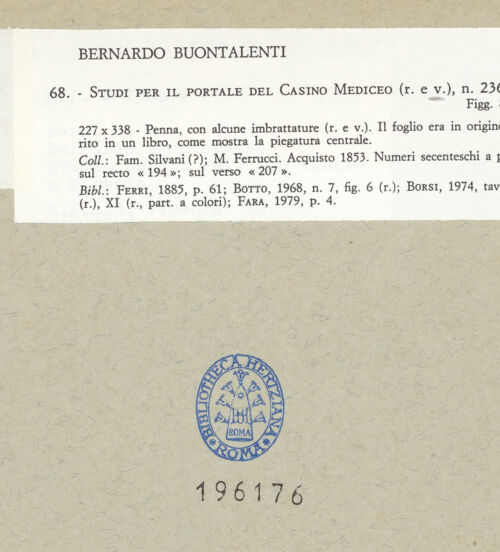 BERNARDO BUONTALENTI
68. - STUDI PER IL PORTALE DEL CASINO MEDICEO (r. e v.), n. 236
Figg.
227 x 338 - Penna, con alcune imbrattature (r. e v.). Il foglio era in origine
rito in un libro, come mostra la piegatura centrale.
Coll.: Fam. Silvani (?); M. Ferrucci. Acquisto 1853. Numeri secenteschi a p
sul recto « 194 »; sul verso « 207 ».
Bibl.: FERRI, 1885, p. 61; BOTTO, 1968, n. 7, fig. 6 (r.); BORSI, 1974, tav
(r.), XI (r., part. a colori); FARA, 1979, p. 4.
BIBLIOTHECA HERTZIANA
BH
ROMA
ROMA
196176